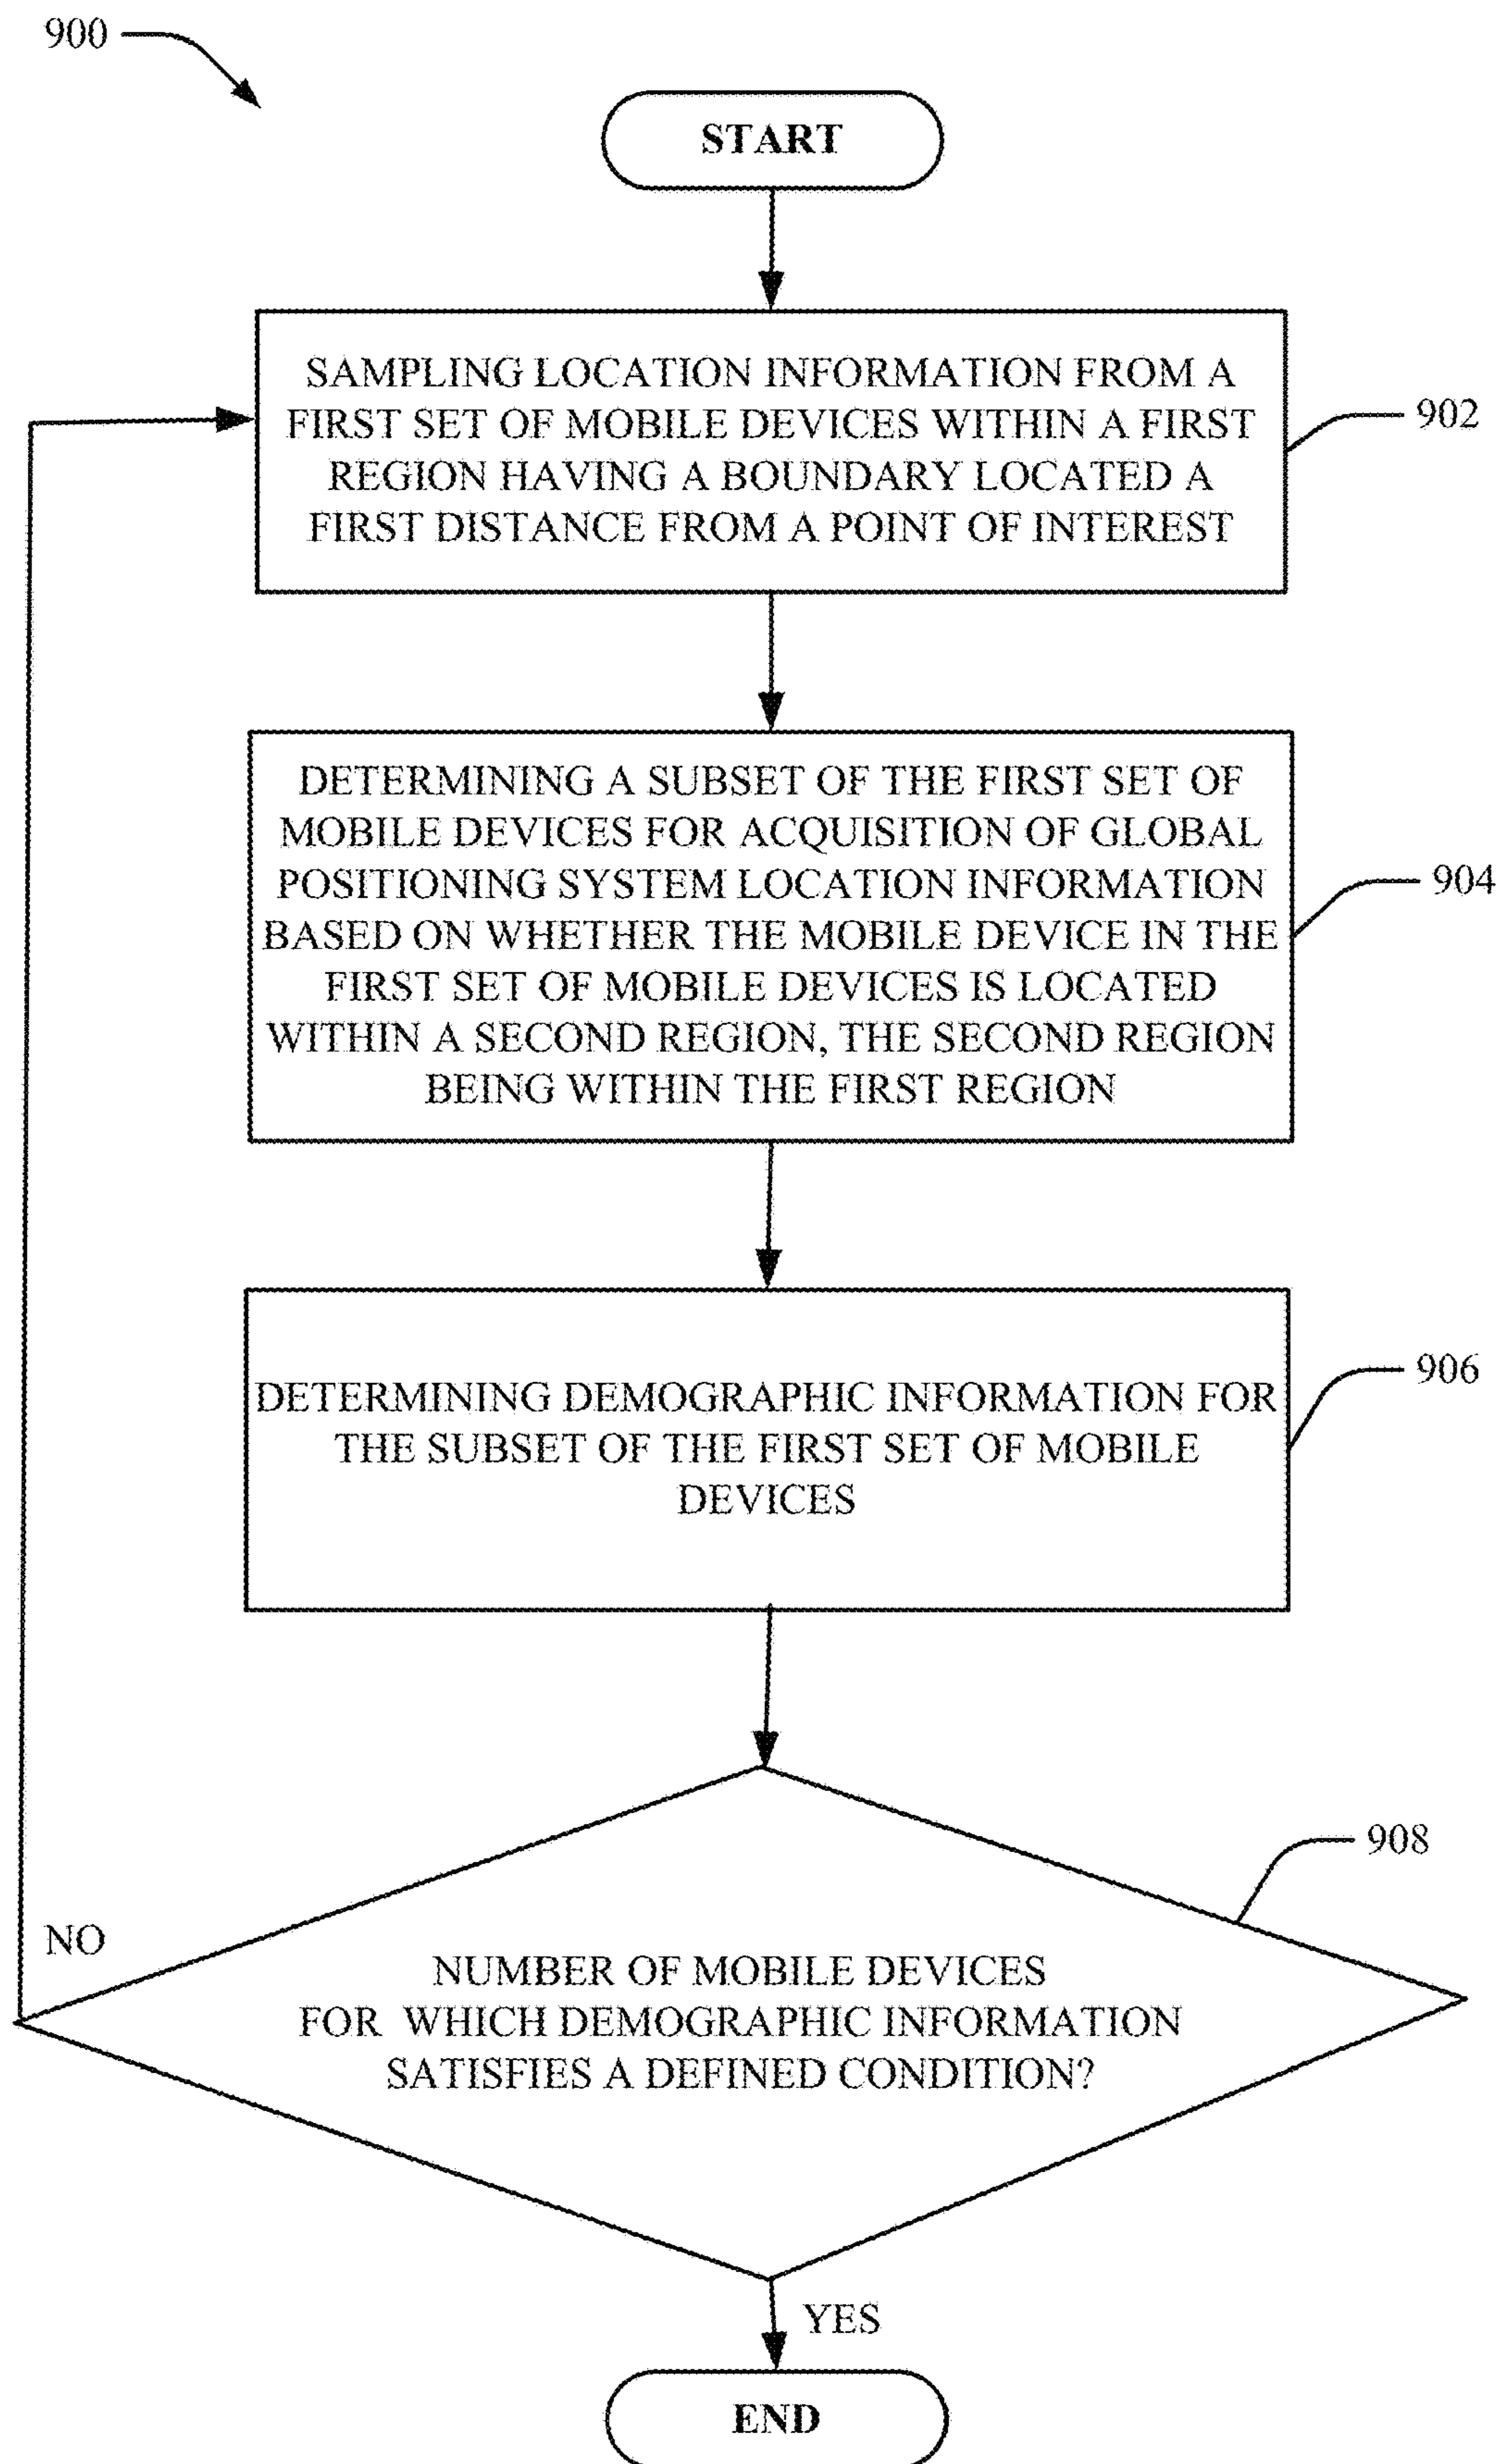 900
START
SAMPLING LOCATION INFORMATION FROM A
FIRST SET OF MOBILE DEVICES WITHIN A FIRST
REGION HAVING A BOUNDARY LOCATED A
FIRST DISTANCE FROM A POINT OF INTEREST
902
DETERMINING A SUBSET OF THE FIRST SET OF
MOBILE DEVICES FOR ACQUISITION OF GLOBAL
POSITIONING SYSTEM LOCATION INFORMATION
BASED ON WHETHER THE MOBILE DEVICE IN THE
FIRST SET OF MOBILE DEVICES IS LOCATED
WITHIN A SECOND REGION, THE SECOND REGION
BEING WITHIN THE FIRST REGION
904
DETERMINING DEMOGRAPHIC INFORMATION FOR
THE SUBSET OF THE FIRST SET OF MOBILE
DEVICES
906
908
NO
NUMBER OF MOBILE DEVICES
FOR WHICH DEMOGRAPHIC INFORMATION
SATISFIES A DEFINED CONDITION?
YES
END